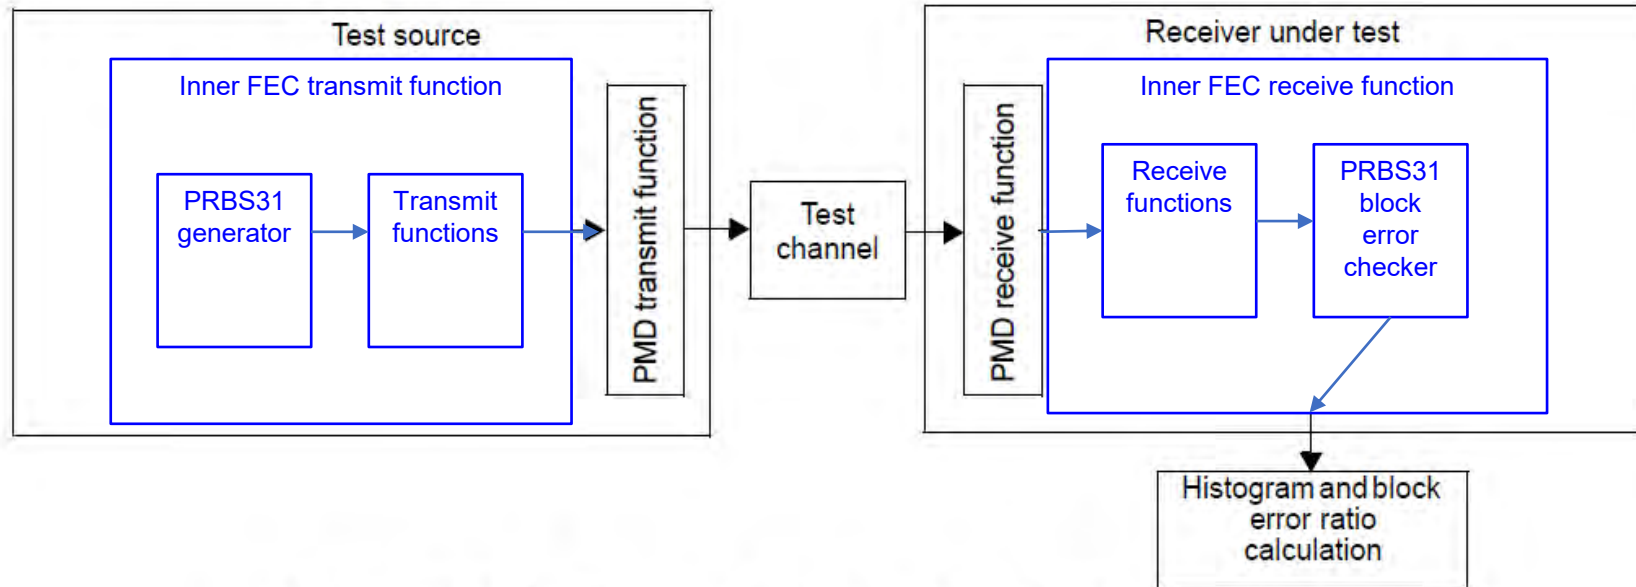 Test source
Inner FEC transmit function
PRBS31
generator
Transmit
functions
PMD transmit function
Test
channel
Receiver under test
PMD receive function
Inner FEC receive function
Receive
functions
PRBS31
block
error
checker
Histogram and block
error ratio
calculation